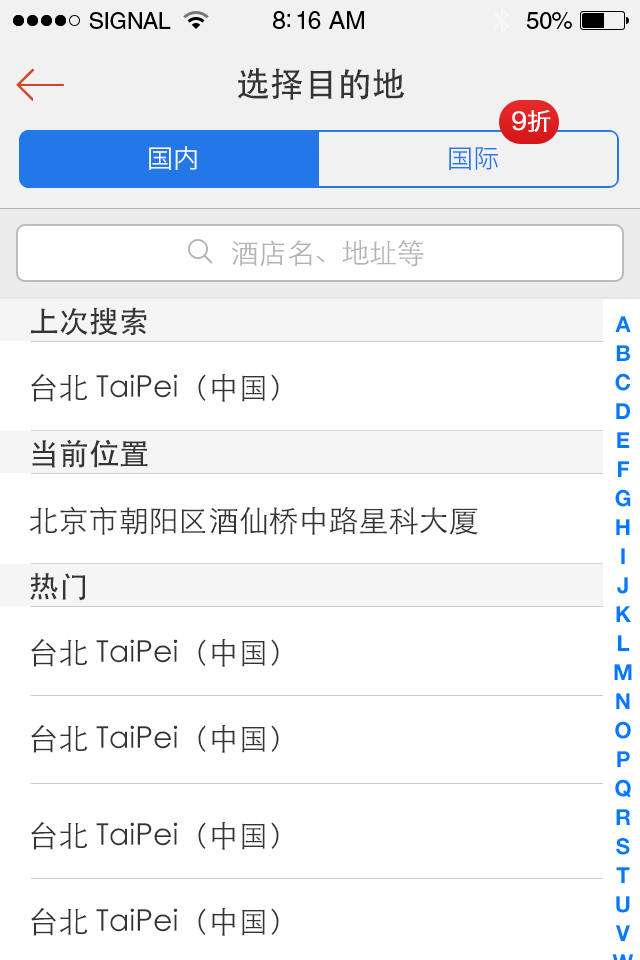 SIGNAL 8:16 AM 50%
选择目的地
9折
国内 国际
酒店名、地址等
上次搜索
台北 TaiPei（中国）
当前位置
北京市朝阳区酒仙桥中路星科大厦
热门
台北 TaiPei（中国）
台北 TaiPei（中国）
台北 TaiPei（中国）
台北 TaiPei（中国）
A
B
C
D
E
F
G
H
I
J
K
L
M
N
O
P
Q
R
S
T
U
V
W